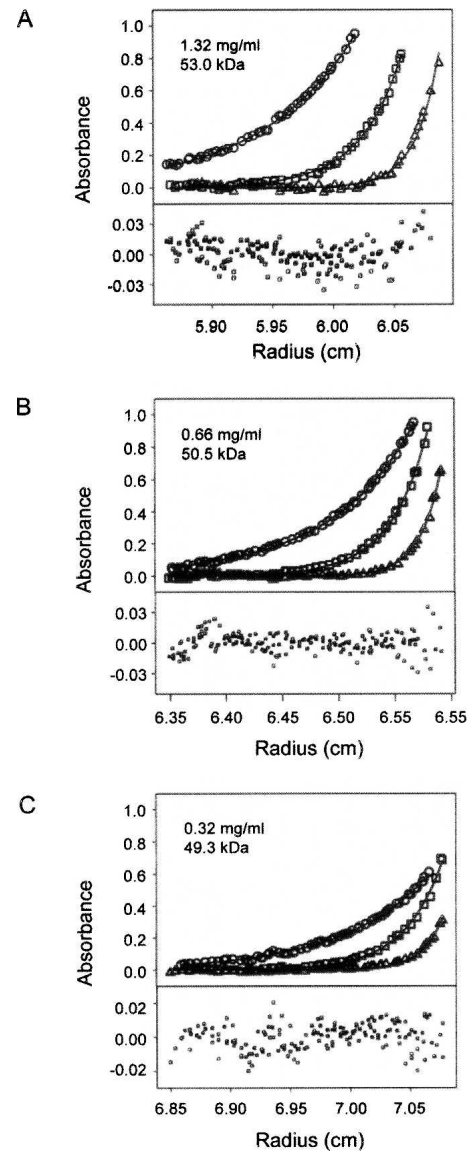 A
1.32 mg/ml
53.0 kDa
1.0
0.8
0.6
0.4
0.2
0.0
Absorbance
0.03
0.00
-0.03
5.90 5.95 6.00 6.05
Radius (cm)
B
0.66 mg/ml
50.5 kDa
1.0
0.8
0.6
0.4
0.2
0.0
Absorbance
0.03
0.00
-0.03
6.35 6.40 6.45 6.50 6.55 6.55
Radius (cm)
C
0.32 mg/ml
49.3 kDa
1.0
0.8
0.6
0.4
0.2
0.0
Absorbance
0.02
0.00
-0.02
6.85 6.90 6.95 7.00 7.05
Radius (cm)